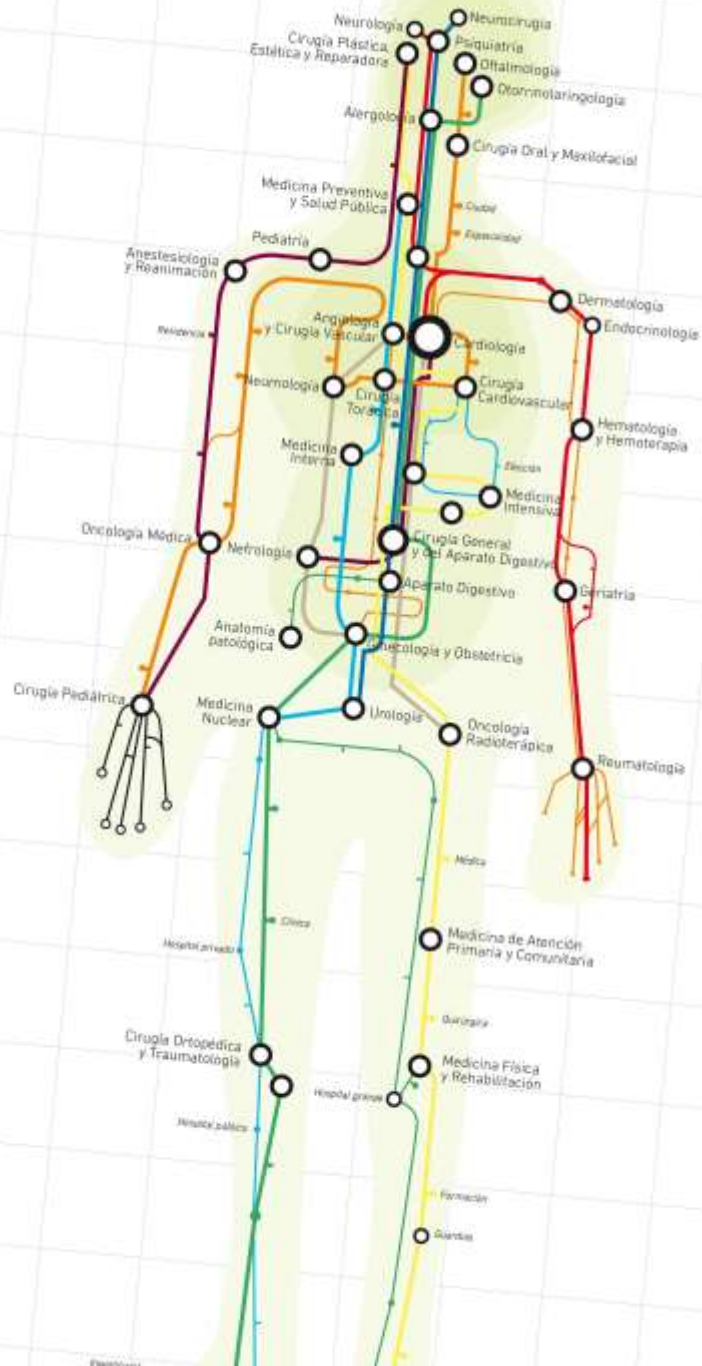 Neurología
Neurocirugía
Cirugía Plástica,
Estética y Reparadora
Psiquiatría
Oftalmología
Otorrinolaringología
Alergología
Cirugía Oral y Maxilofacial
Medicina Preventiva
y Salud Pública
Ciudad
Especialidad
Pediatría
Anestesiología
y Reanimación
Dermatología
Endocrinología
Residencia
Angiología
y Cirugía Vascular
Cardiología
Neumología
Cirugía
Torácica
Cirugía
Cardiovascular
Hematología
y Hemoterapia
Medicina
Interna
Elección
Medicina
Intensiva
Oncología Médica
Nefrología
Cirugía General
y del Aparato Digestivo
Aparato Digestivo
Geriatría
Anatomía
patológica
Ginecología y Obstetricia
Cirugía Pediátrica
Medicina
Nuclear
Urología
Oncología
Radioterápica
Reumatología
Médica
Clínica
Hospital privado
Medicina de Atención
Primaria y Comunitaria
Quirúrgica
Cirugía Ortopédica
y Traumatología
Medicina Física
y Rehabilitación
Hospital grande
Hospital público
Formación
Guardias